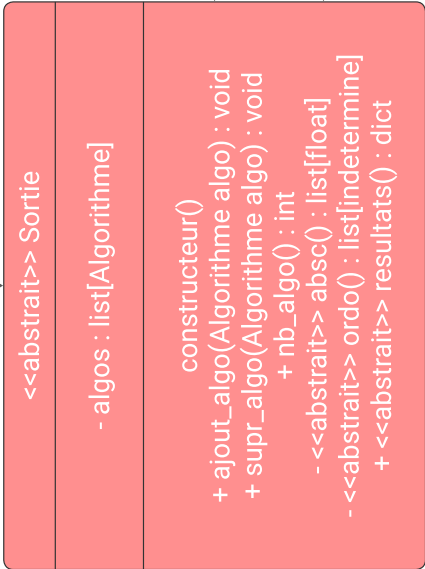 <<abstrait>> Sortie
- algos : list[Algorithme]
constructeur()
+ ajout_algo(Algorithme algo) : void
+ supr_algo(Algorithme algo) : void
+ nb_algo() : int
- <<abstrait>> absc() : list[float]
- <<abstrait>> ordo() : list[indetermine]
+ <<abstrait>> resultats() : dict